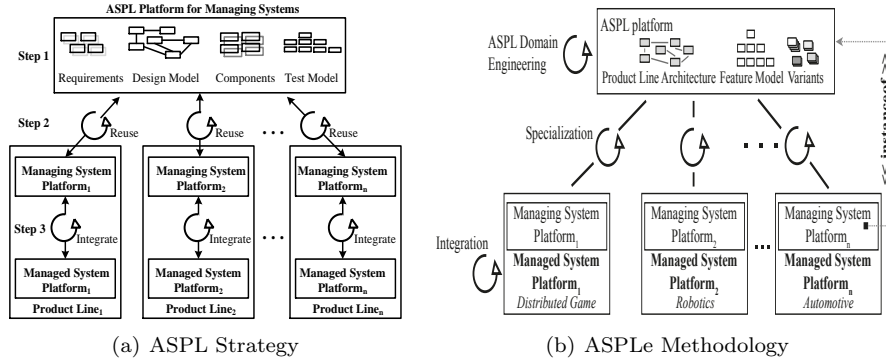 ASPL Platform for Managing Systems
Step 1
Requirements Design Model Components Test Model
Step 2
Reuse Reuse ... Reuse
Managing System Platform1
Managing System Platform2
Managing System Platformn
Step 3
Integrate Integrate ... Integrate
Managed System Platform1
Managed System Platform2
Managed System Platformn
Product Line1 Product Line2 Product Linen
(a) ASPL Strategy
ASPL Domain Engineering
ASPL platform
Product Line Architecture Feature Model Variants
Specialization
...
Integration
Managing System Platform1
Managed System Platform1
Distributed Game
Managing System Platform2
Managed System Platform2
Robotics
...
Managing System Platformn
Managed System Platformn
Automotive
(b) ASPLe Methodology